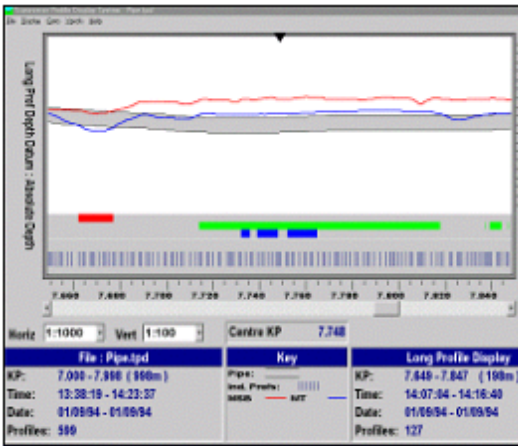 Long Prof Depth Datum : Absolute Depth
7.660 7.680 7.700 7.720 7.740 7.760 7.780 7.800 7.820 7.840
Horiz 1:1000 Vert 1:100 Centre KP 7.748
File : Pipe.tpd
KP: 7.000 - 7.998 ( 998m )
Time: 13:38:19 - 14:23:37
Date: 01/09/94 - 01/09/94
Profiles: 599
Key
Pipe:
Ind. Profs:
MSB MT
Long Profile Display
KP: 7.649 - 7.847 ( 198m )
Time: 14:07:04 - 14:16:40
Date: 01/09/94 - 01/09/94
Profiles: 127